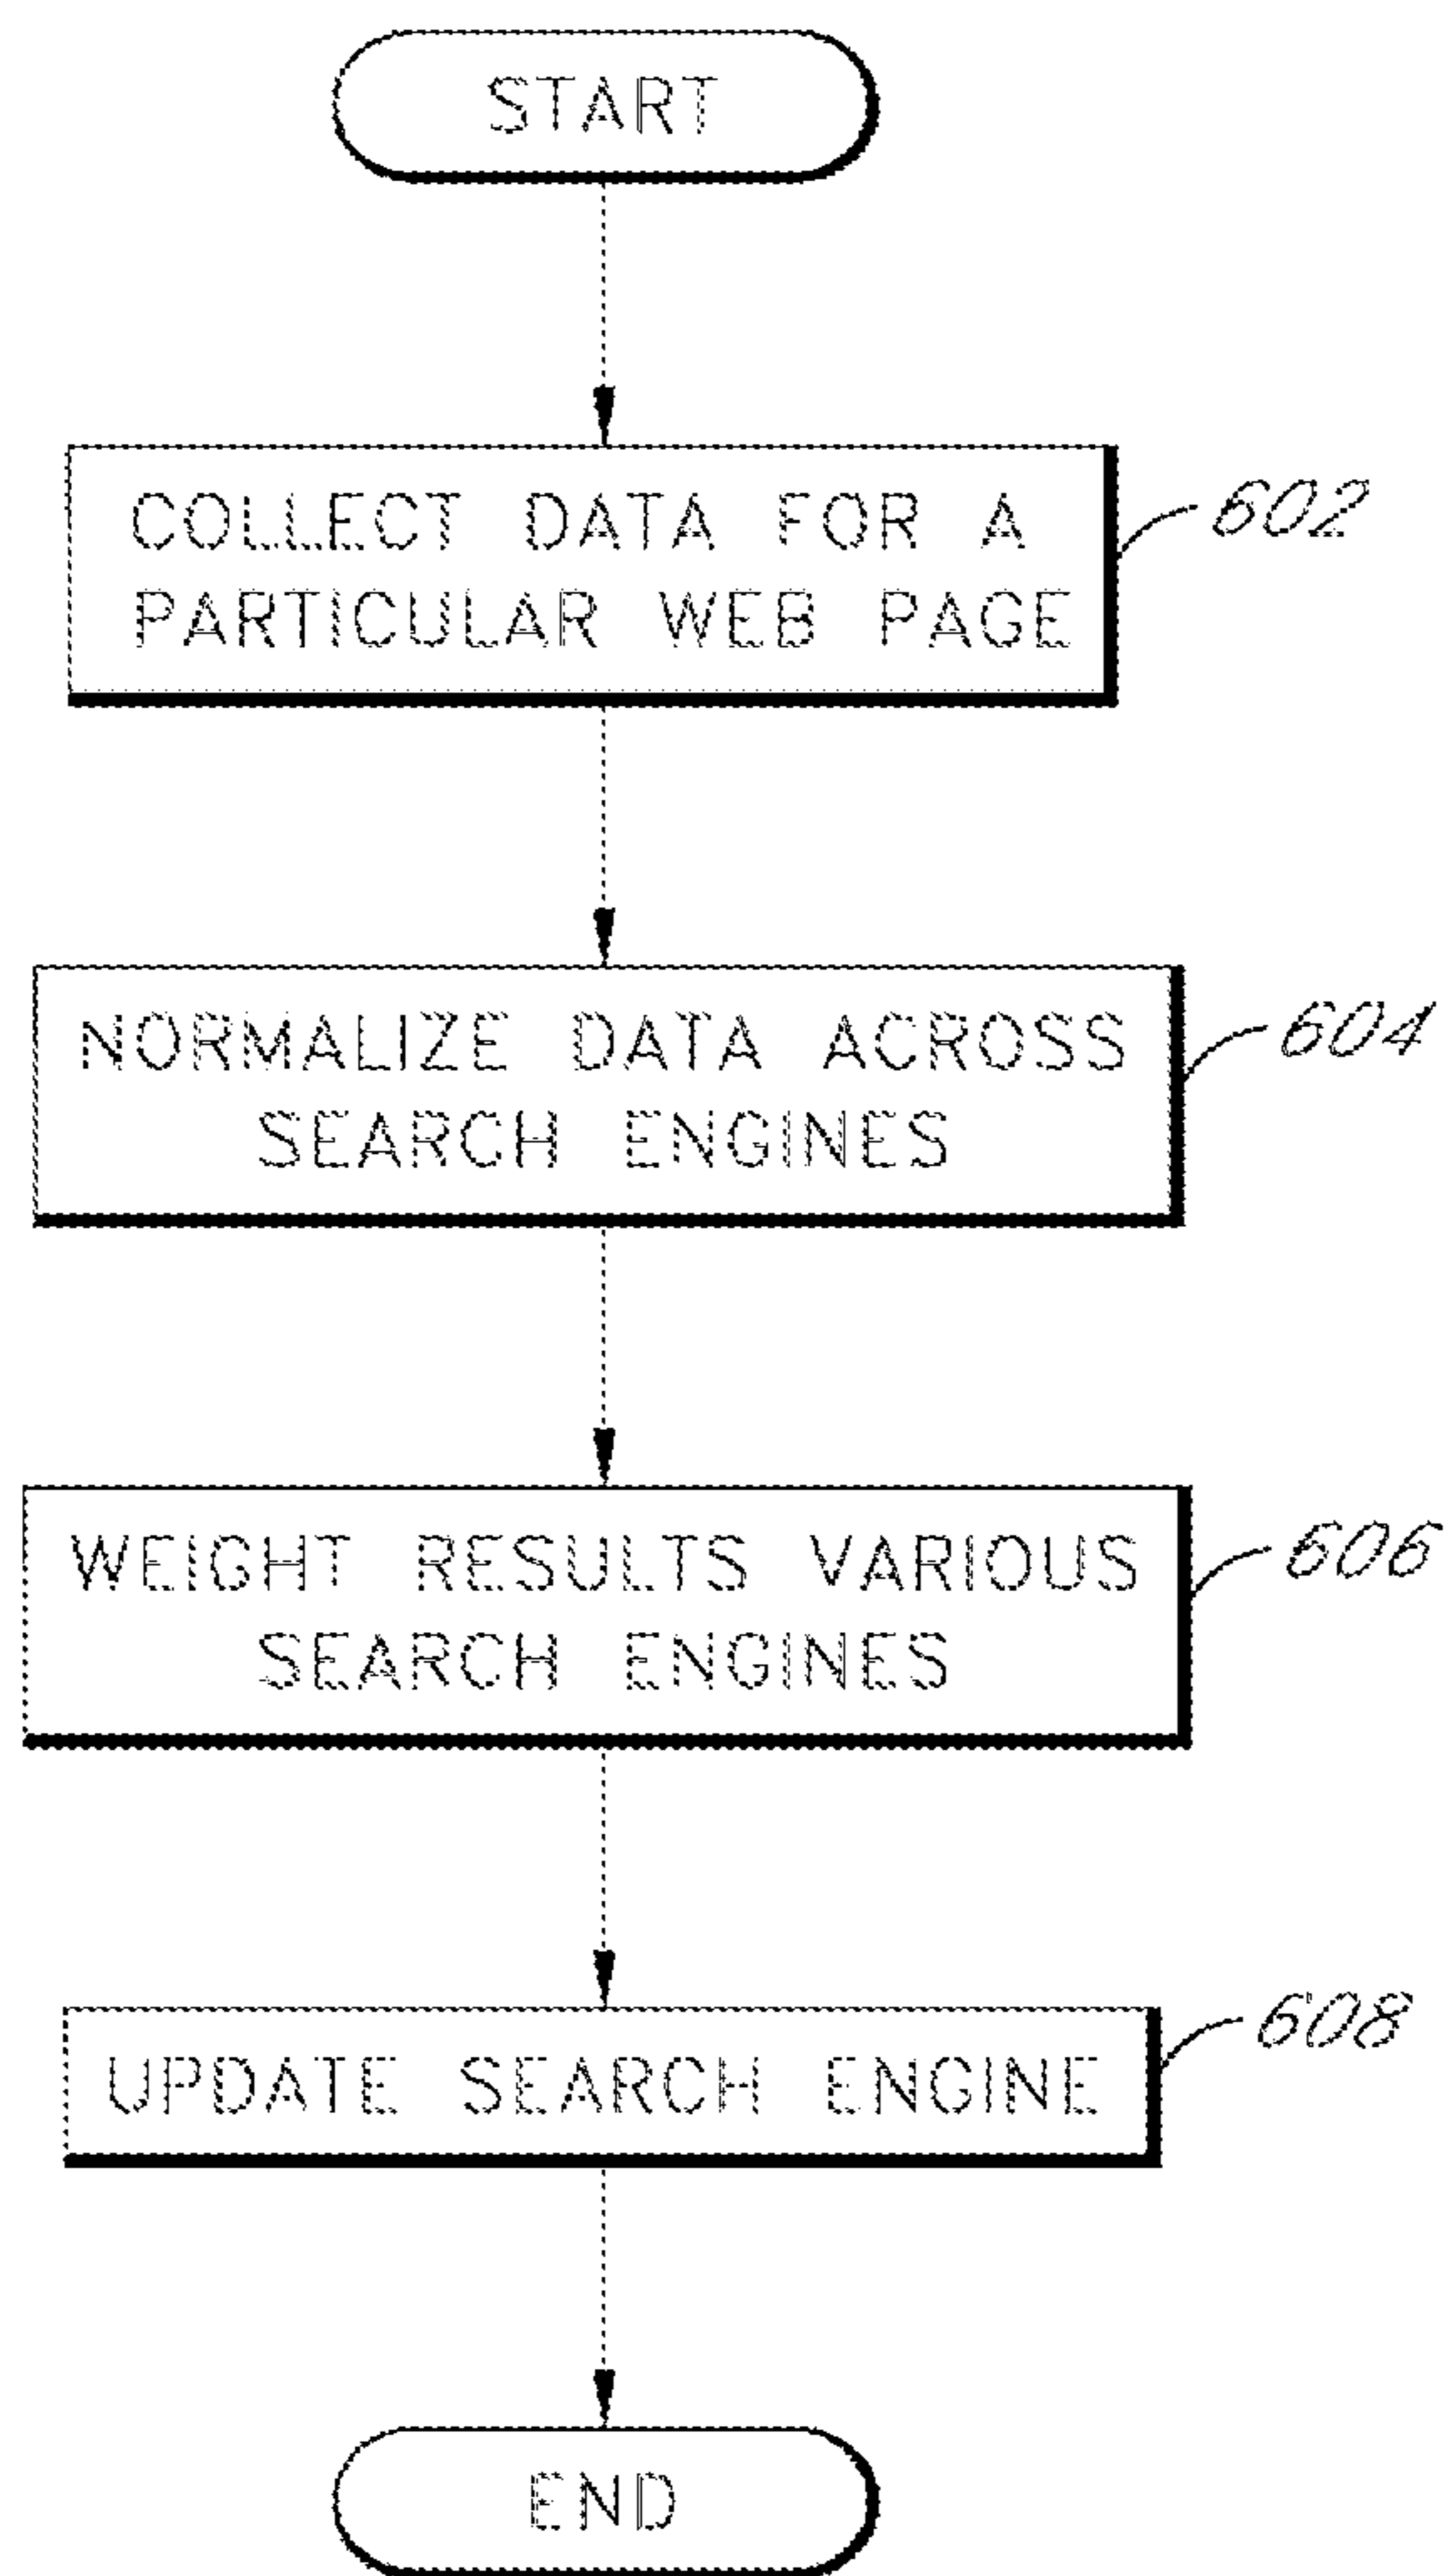 START
COLLECT DATA FOR A
PARTICULAR WEB PAGE
602
NORMALIZE DATA ACROSS
SEARCH ENGINES
604
WEIGHT RESULTS VARIOUS
SEARCH ENGINES
606
UPDATE SEARCH ENGINE
608
END